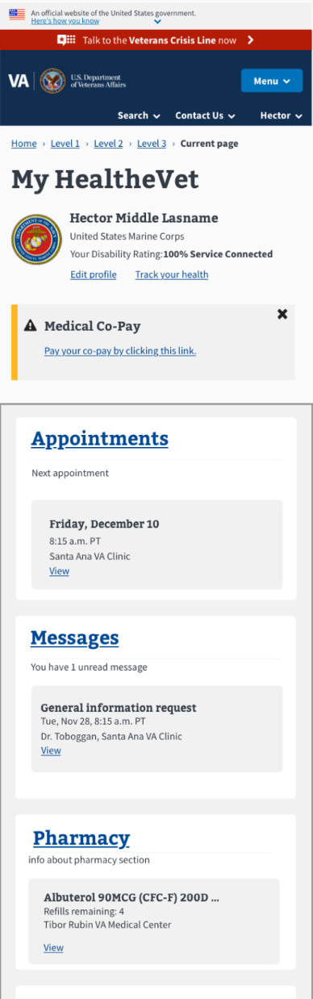 An official website of the United States government.
Here's how you know
Talk to the Veterans Crisis Line now
VA
U.S. Department
of Veterans Affairs
Menu
Search
Contact Us
Hector
Home › Level 1 › Level 2 › Level 3 › Current page
My HealtheVet
Hector Middle Lasname
United States Marine Corps
Your Disability Rating:100% Service Connected
Edit profile
Track your health
Medical Co-Pay
Pay your co-pay by clicking this link.
Appointments
Next appointment
Friday, December 10
8:15 a.m. PT
Santa Ana VA Clinic
View
Messages
You have 1 unread message
General information request
Tue, Nov 28, 8:15 a.m. PT
Dr. Toboggan, Santa Ana VA Clinic
View
Pharmacy
info about pharmacy section
Albuterol 90MCG (CFC-F) 200D ...
Refills remaining: 4
Tibor Rubin VA Medical Center
View